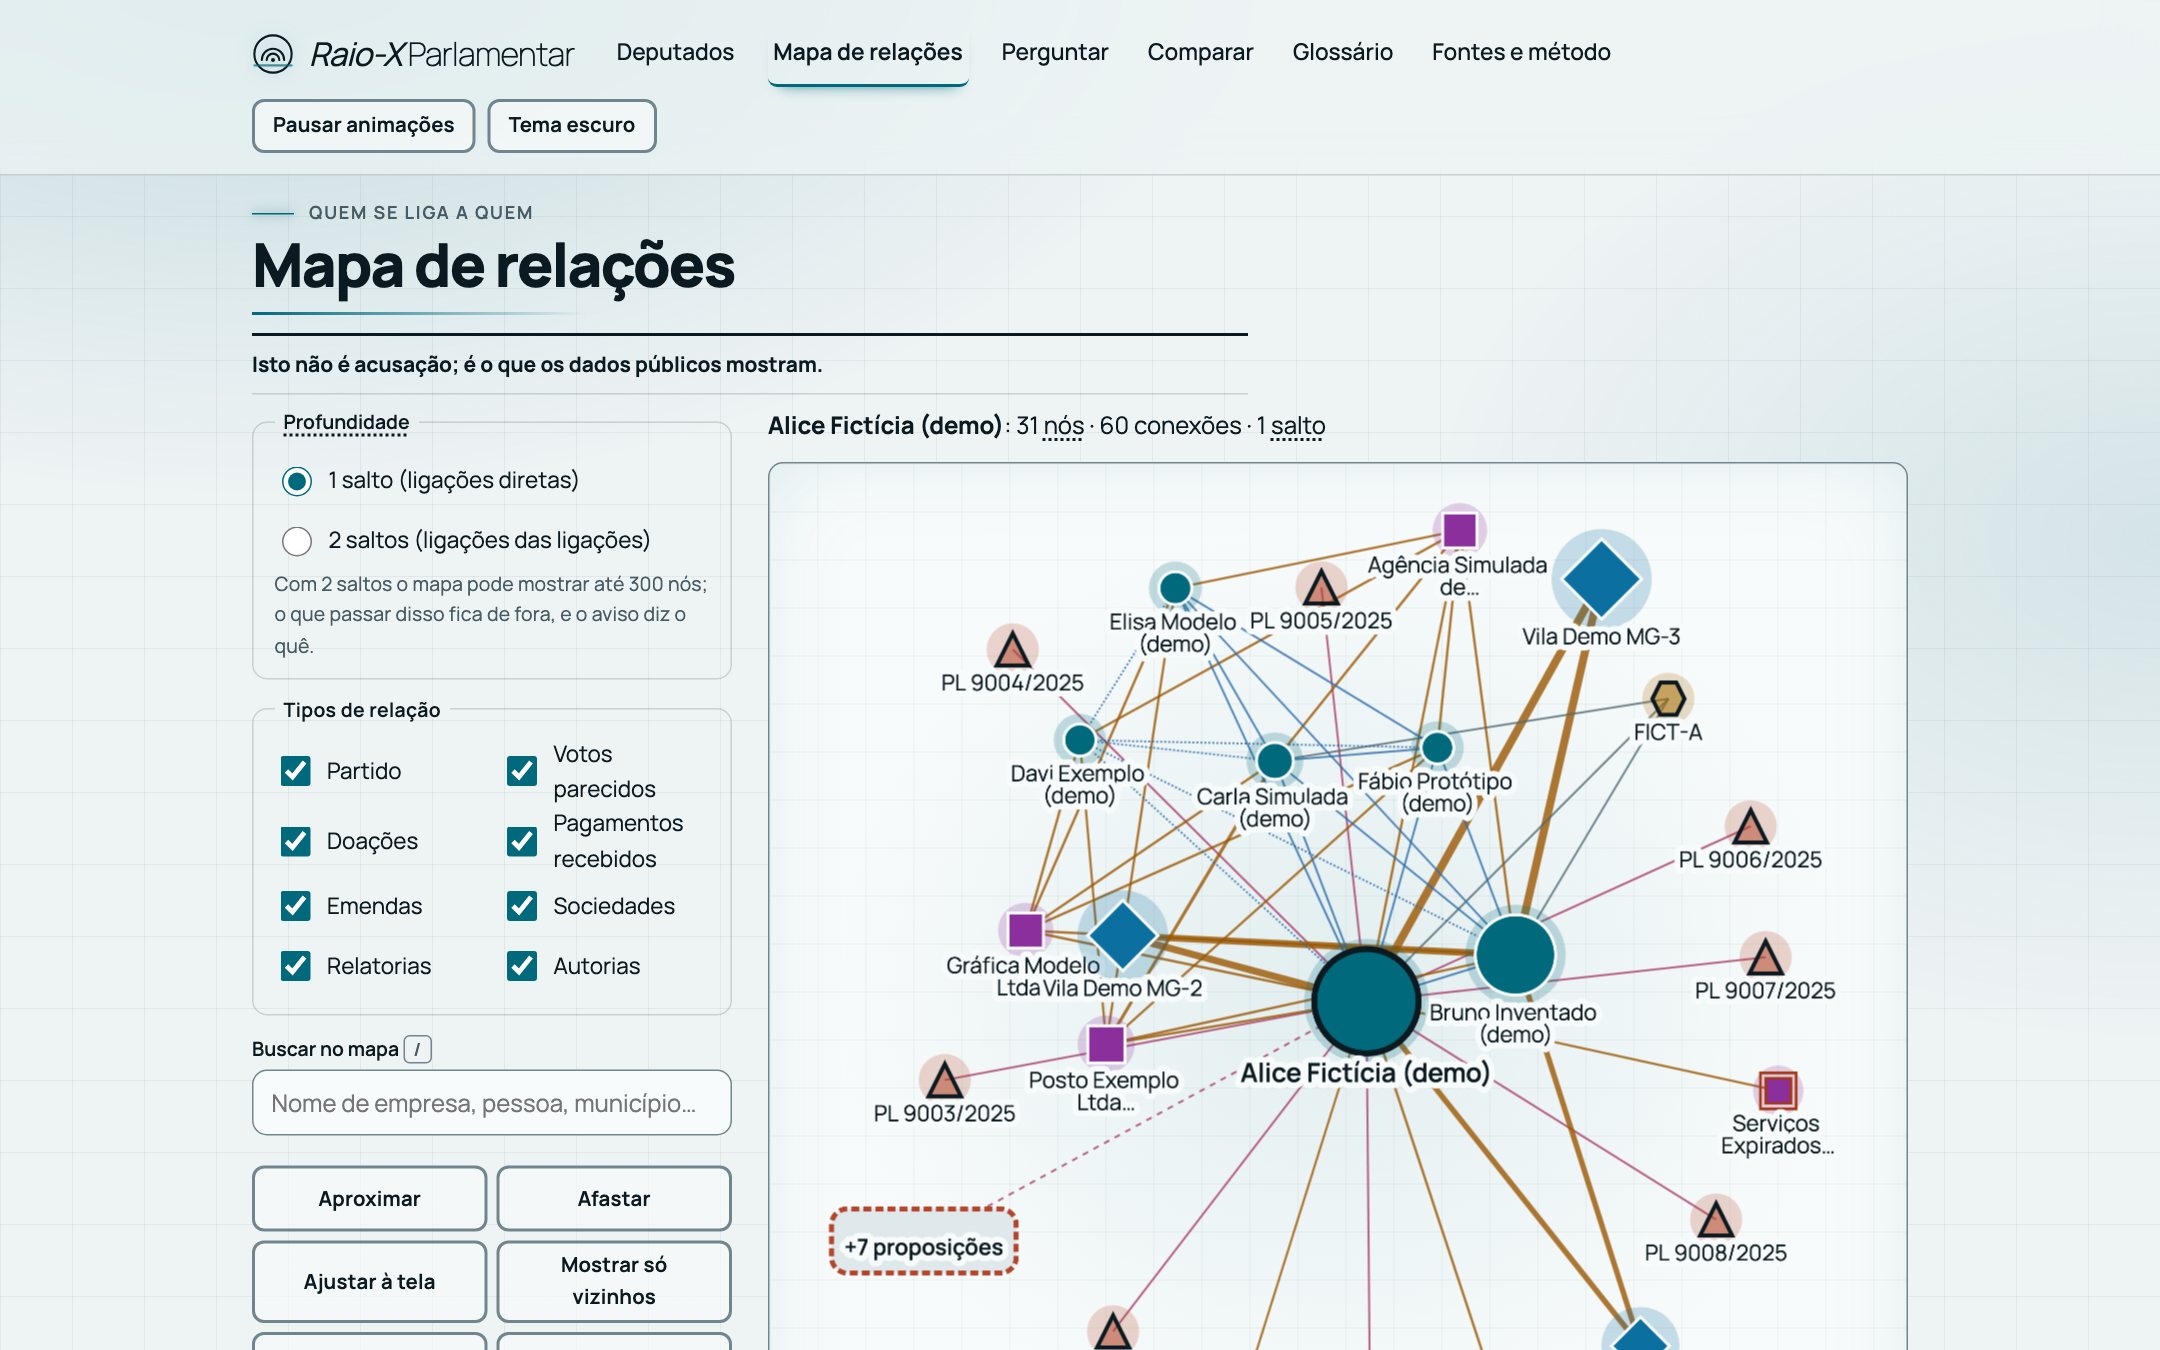 Raio-X Parlamentar
Deputados
Mapa de relações
Perguntar
Comparar
Glossário
Fontes e método
Pausar animações
Tema escuro
QUEM SE LIGA A QUEM
Mapa de relações
Isto não é acusação; é o que os dados públicos mostram.
Profundidade
1 salto (ligações diretas)
2 saltos (ligações das ligações)
Com 2 saltos o mapa pode mostrar até 300 nós;
o que passar disso fica de fora, e o aviso diz o
quê.
Tipos de relação
Partido
Votos
parecidos
Doações
Pagamentos
recebidos
Emendas
Sociedades
Relatorias
Autorias
Buscar no mapa /
Nome de empresa, pessoa, município...
Aproximar
Afastar
Ajustar à tela
Mostrar só
vizinhos
Alice Fictícia (demo): 31 nós · 60 conexões · 1 salto
Agência Simulada
de...
Elisa Modelo
(demo)
PL 9005/2025
Vila Demo MG-3
PL 9004/2025
FICT-A
Davi Exemplo
(demo)
Carla Simulada
(demo)
Fábio Protótipo
(demo)
PL 9006/2025
Gráfica Modelo
Ltda
Vila Demo MG-2
PL 9007/2025
Bruno Inventado
(demo)
Alice Fictícia (demo)
Posto Exemplo
Ltda...
PL 9003/2025
Serviços
Expirados...
+7 proposições
PL 9008/2025